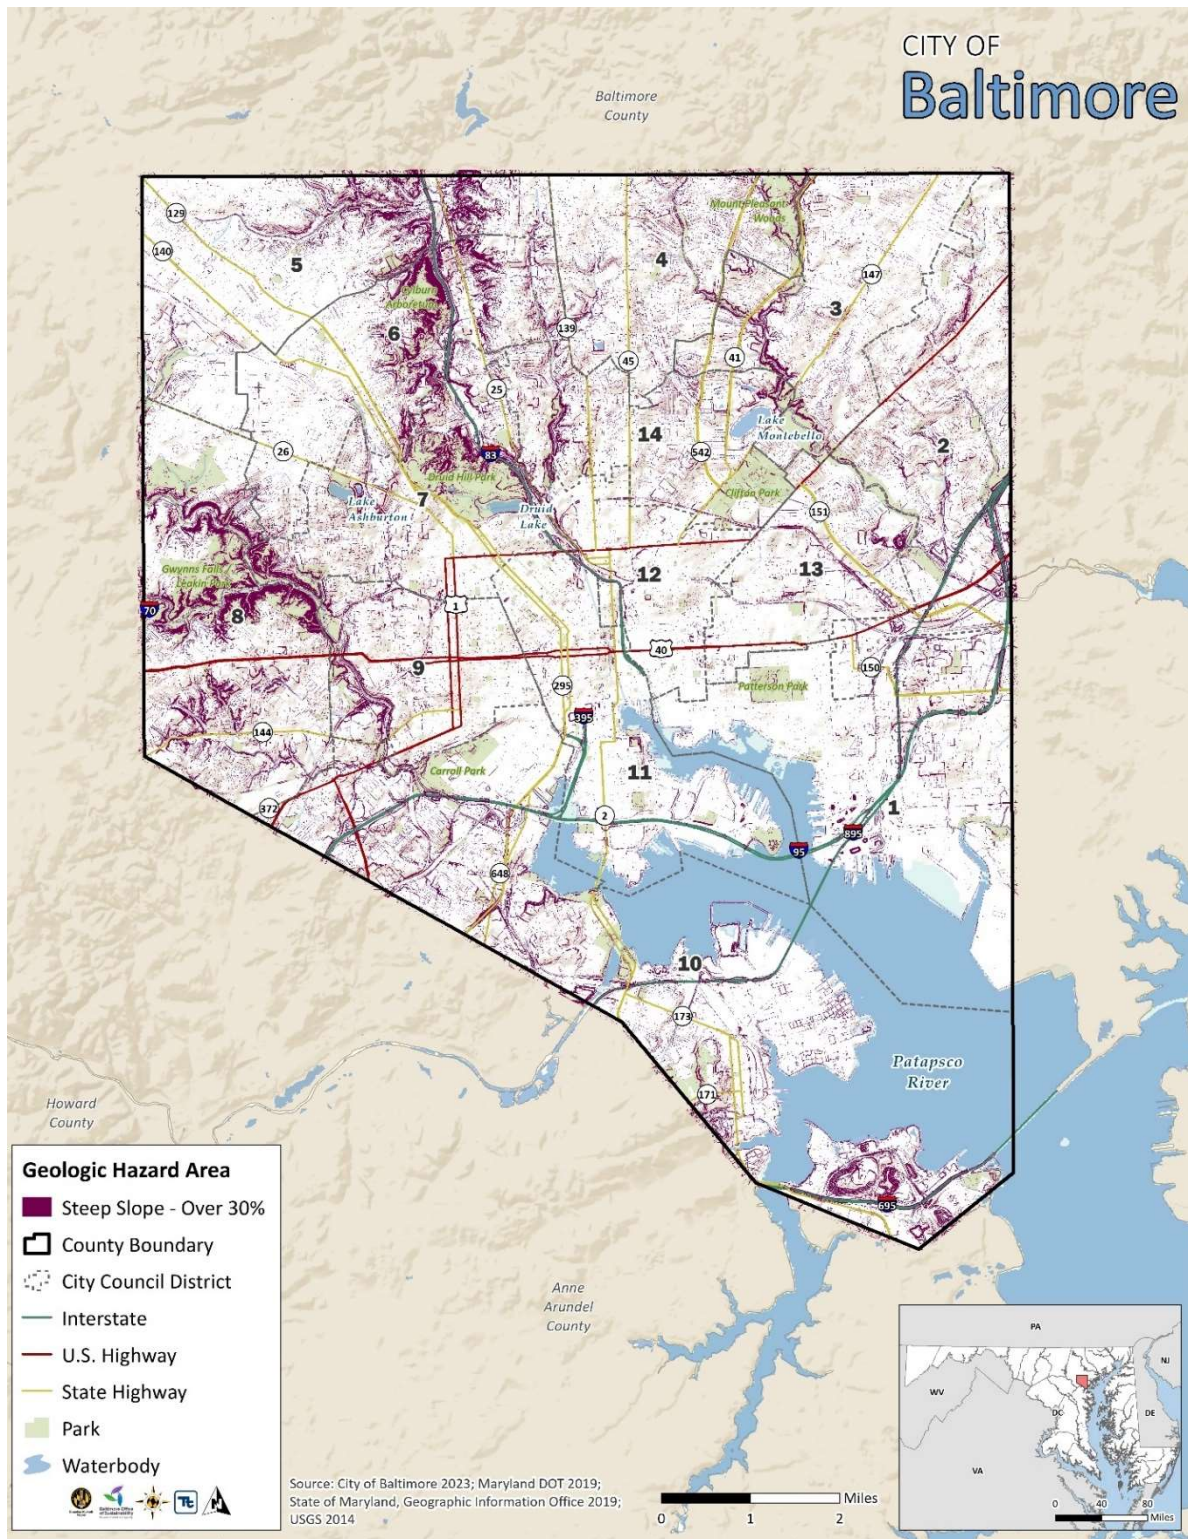 CITY OF
Baltimore
Baltimore
County
129
140
5
4
Mount Pleasant
Woods
147
3
Cylburn
Arboretum
6
139
45
41
25
Lake
Montebello
14
542
2
26
83
Druid Hill Park
Clifton Park
7
Lake
Ashburton
Druid
Lake
151
Gwynns Falls /
Leakin Park
12
13
70
8
1
40
9
150
295
Patterson Park
395
144
Carroll Park
11
372
2
1
895
95
648
10
173
Patapsco
River
171
695
Howard
County
Anne
Arundel
County
Geologic Hazard Area
Steep Slope - Over 30%
County Boundary
City Council District
Interstate
U.S. Highway
State Highway
Park
Waterbody
Source: City of Baltimore 2023; Maryland DOT 2019;
State of Maryland, Geographic Information Office 2019;
USGS 2014
Miles
0 1 2
PA
NJ
WV
DC
DE
VA
0 40 80
Miles